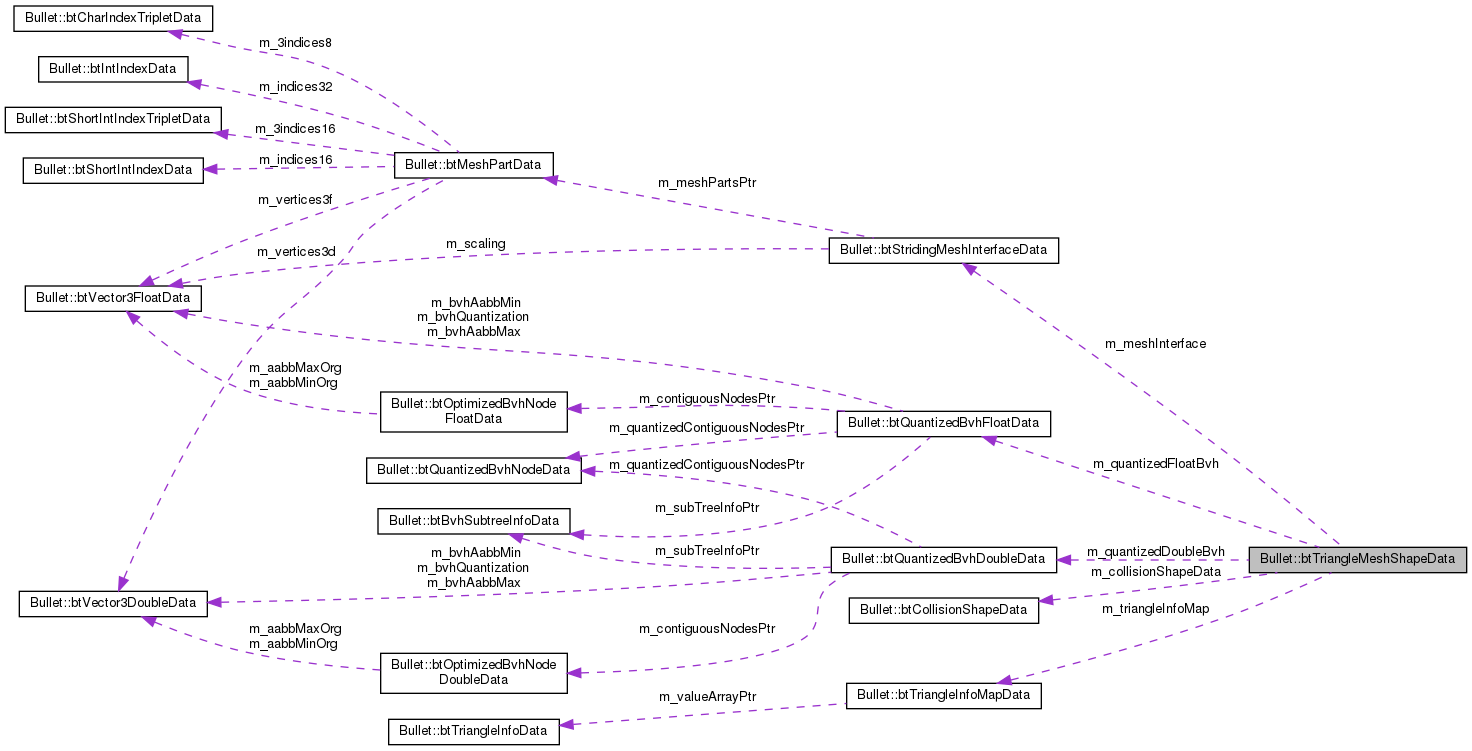 Bullet::btCharIndexTripletData
m_3indices8
Bullet::btIntIndexData
m_indices32
Bullet::btShortIntIndexTripletData
m_3indices16
Bullet::btShortIntIndexData
m_indices16
Bullet::btMeshPartData
m_meshPartsPtr
m_vertices3f
m_vertices3d
m_scaling
Bullet::btStridingMeshInterfaceData
Bullet::btVector3FloatData
m_bvhAabbMin
m_bvhQuantization
m_bvhAabbMax
m_meshInterface
m_aabbMaxOrg
m_aabbMinOrg
Bullet::btOptimizedBvhNode
FloatData
m_contiguousNodesPtr
m_quantizedContiguousNodesPtr
Bullet::btQuantizedBvhFloatData
Bullet::btQuantizedBvhNodeData
m_quantizedContiguousNodesPtr
m_quantizedFloatBvh
Bullet::btBvhSubtreeInfoData
m_subTreeInfoPtr
m_subTreeInfoPtr
m_bvhAabbMin
m_bvhQuantization
m_bvhAabbMax
Bullet::btQuantizedBvhDoubleData
m_quantizedDoubleBvh
Bullet::btTriangleMeshShapeData
m_collisionShapeData
Bullet::btVector3DoubleData
Bullet::btCollisionShapeData
m_triangleInfoMap
m_aabbMaxOrg
m_aabbMinOrg
m_contiguousNodesPtr
Bullet::btOptimizedBvhNode
DoubleData
Bullet::btTriangleInfoMapData
m_valueArrayPtr
Bullet::btTriangleInfoData